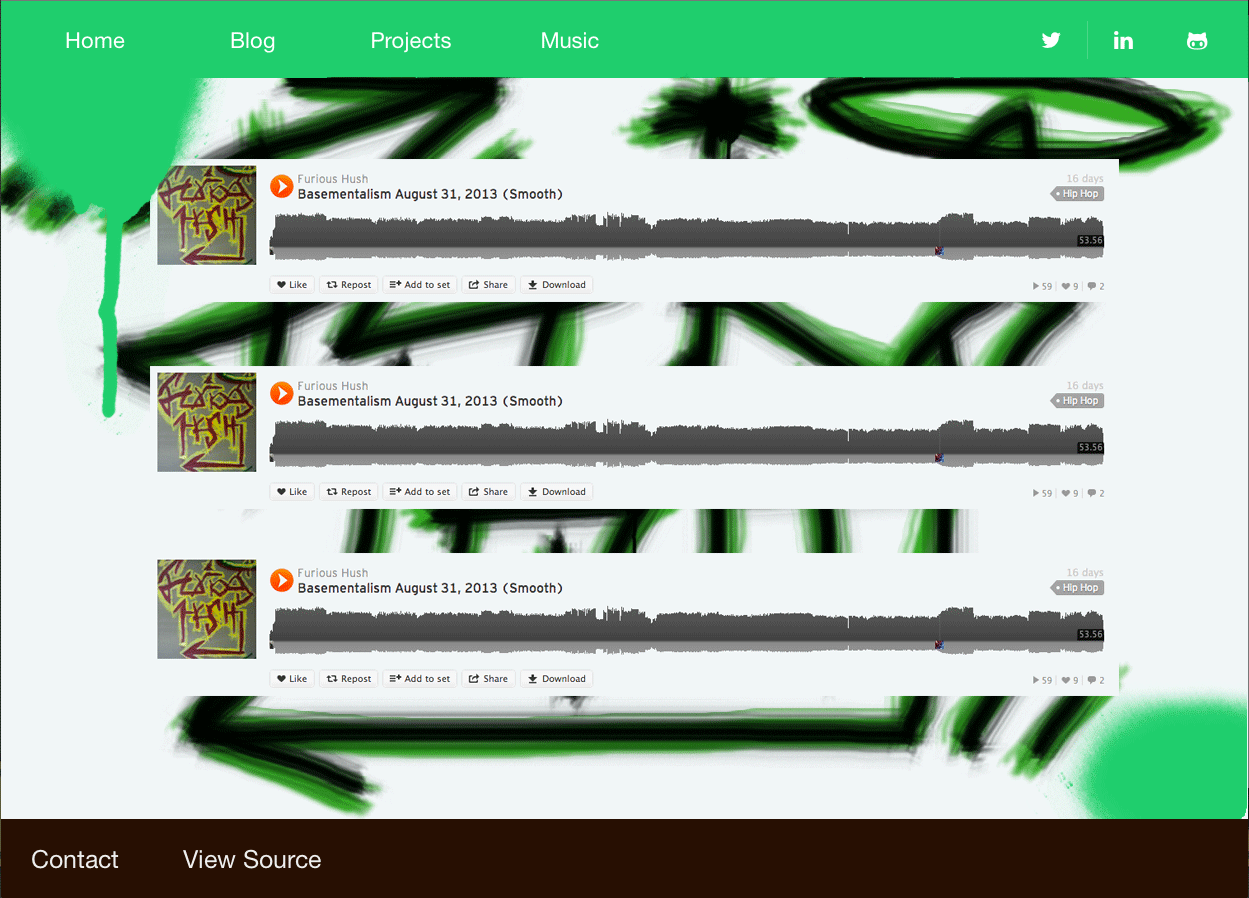 Home Blog Projects Music
Furious Hush 16 days
Basementalism August 31, 2013 (Smooth) Hip Hop
53.56
Like Repost Add to set Share Download 59 9 2
Furious Hush 16 days
Basementalism August 31, 2013 (Smooth) Hip Hop
53.56
Like Repost Add to set Share Download 59 9 2
Furious Hush 16 days
Basementalism August 31, 2013 (Smooth) Hip Hop
53.56
Like Repost Add to set Share Download 59 9 2
Contact View Source